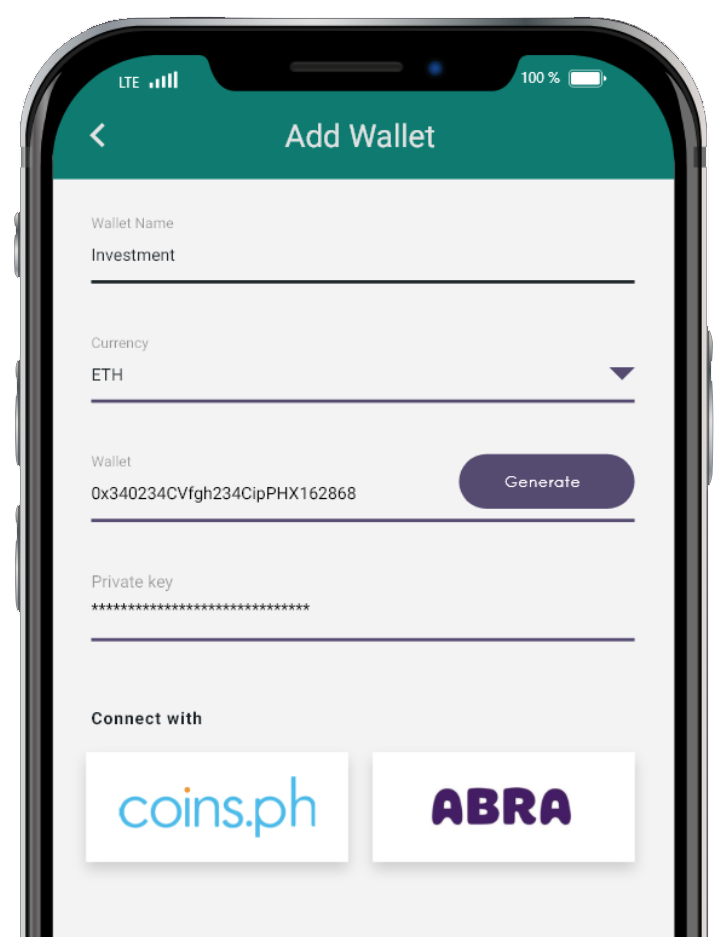 LTE
100 %
Add Wallet
Wallet Name
Investment
Currency
ETH
Wallet
0x340234CVfgh234CipPHX162868
Generate
Private key
******************************
Connect with
coins.ph
ABRA